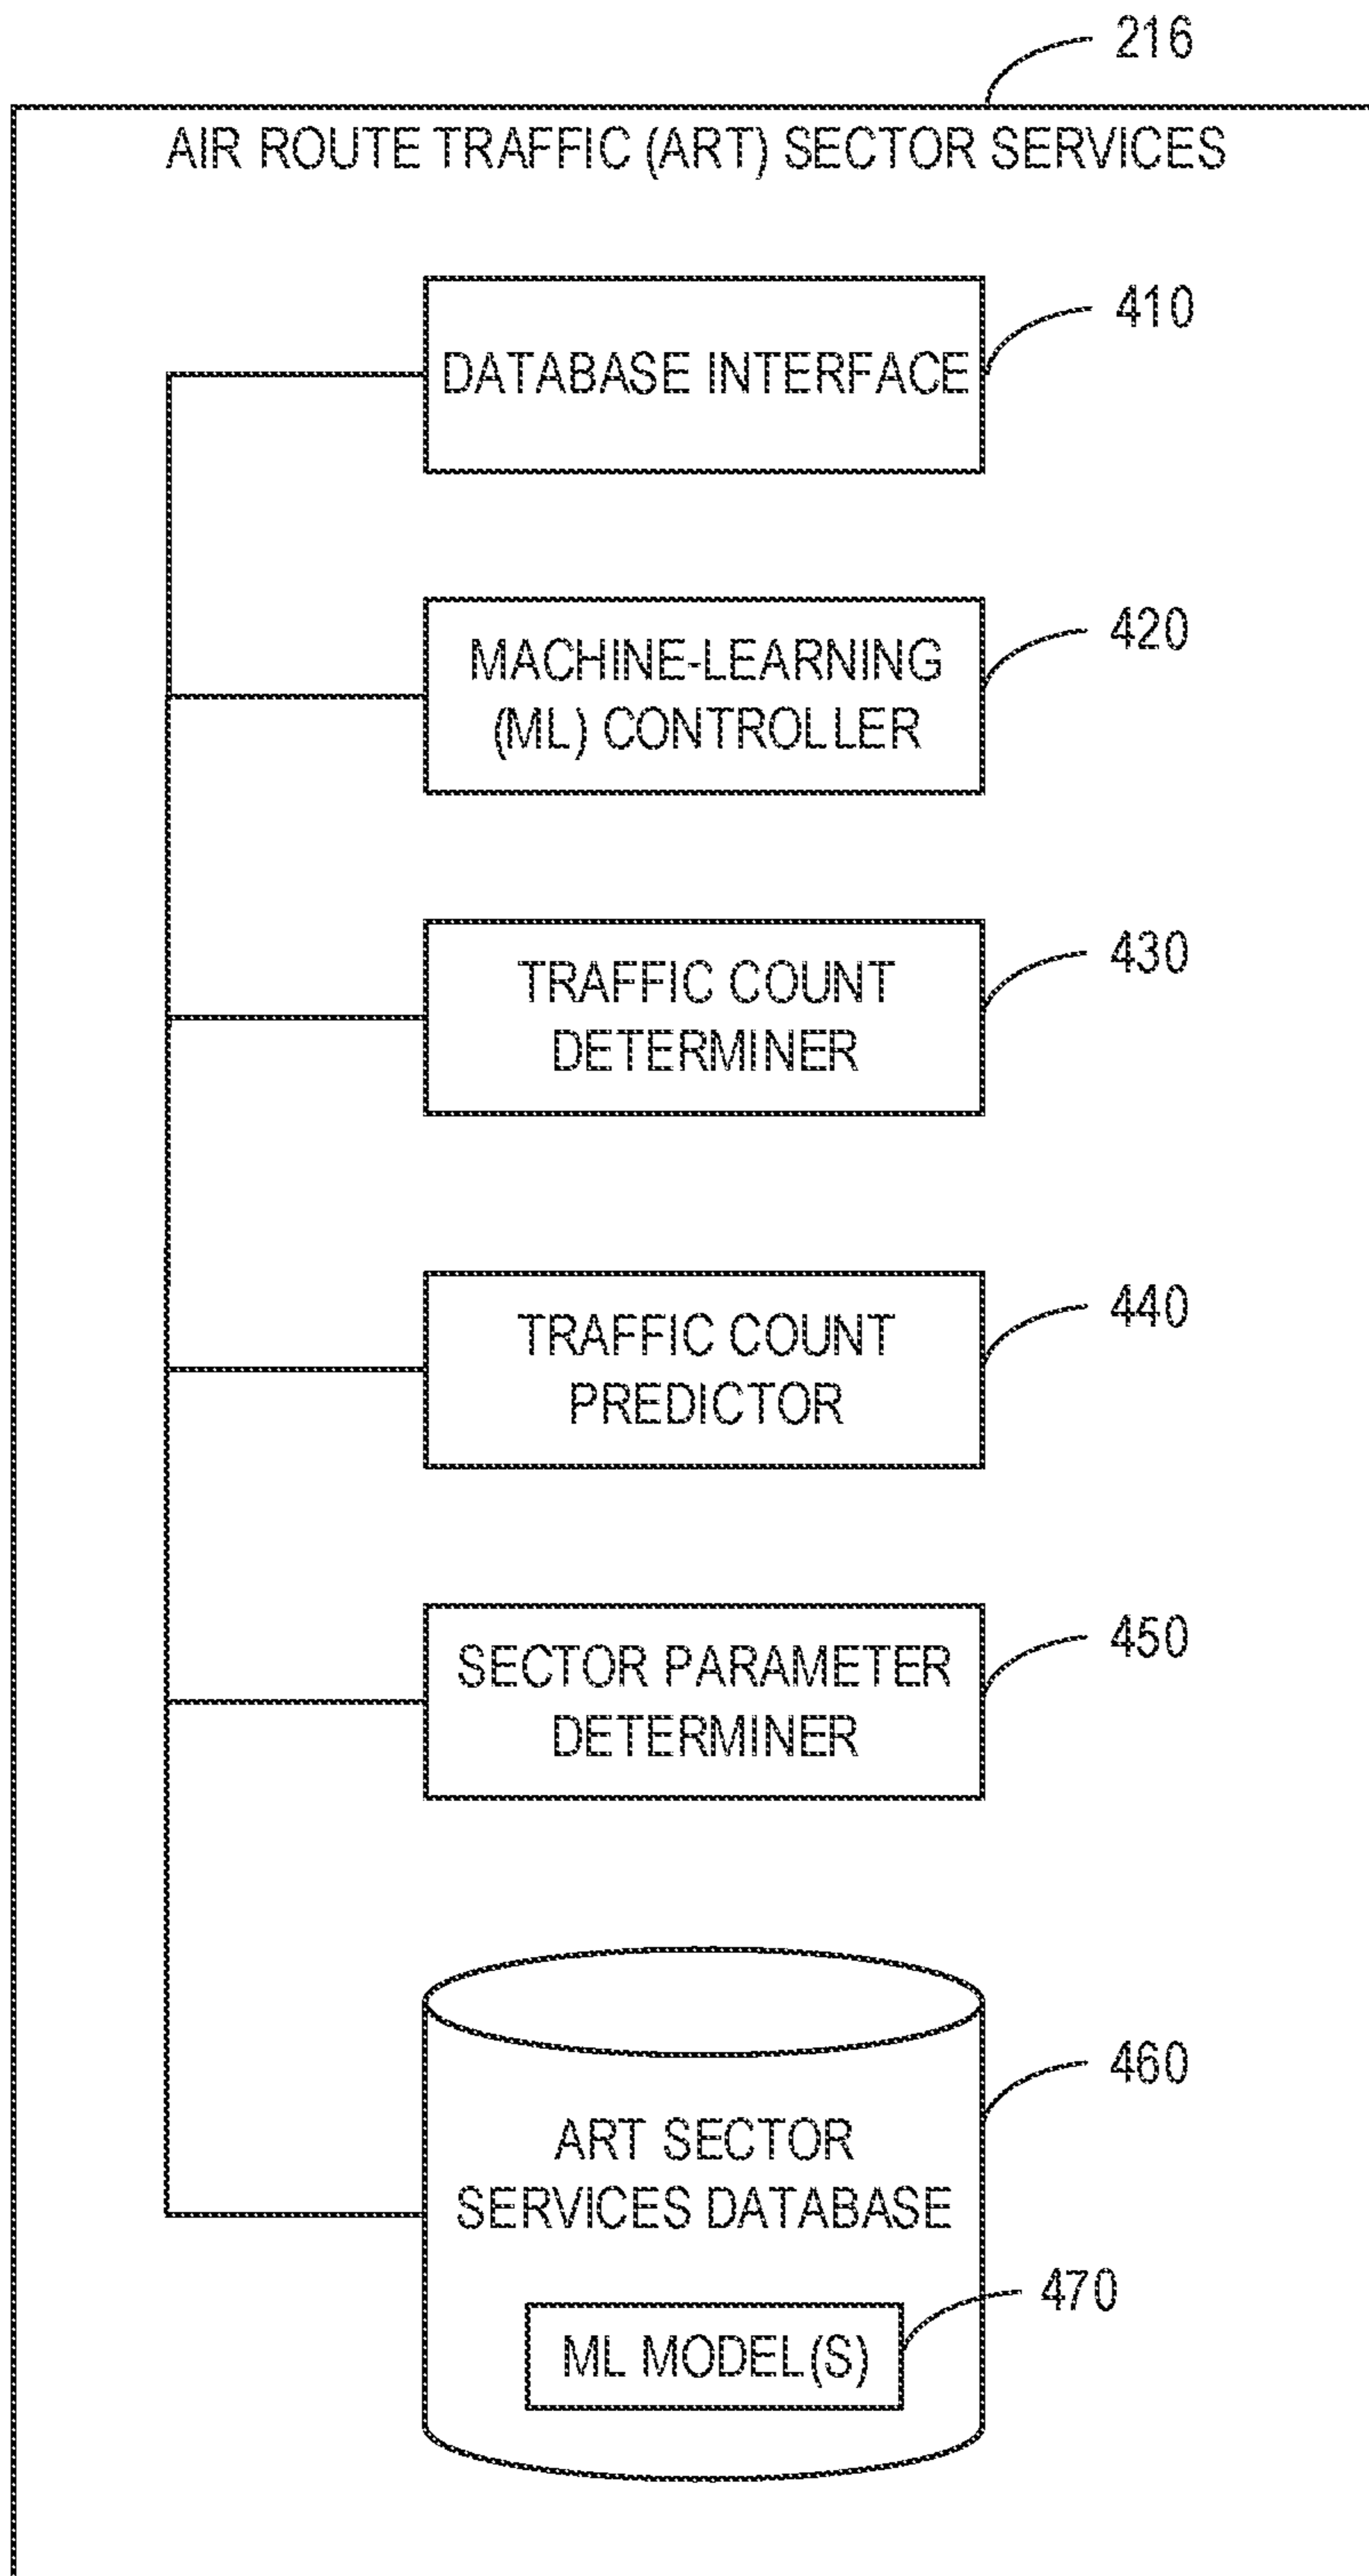 216
AIR ROUTE TRAFFIC (ART) SECTOR SERVICES
410
DATABASE INTERFACE
420
MACHINE-LEARNING
(ML) CONTROLLER
430
TRAFFIC COUNT
DETERMINER
440
TRAFFIC COUNT
PREDICTOR
450
SECTOR PARAMETER
DETERMINER
460
ART SECTOR
SERVICES DATABASE
470
ML MODEL(S)